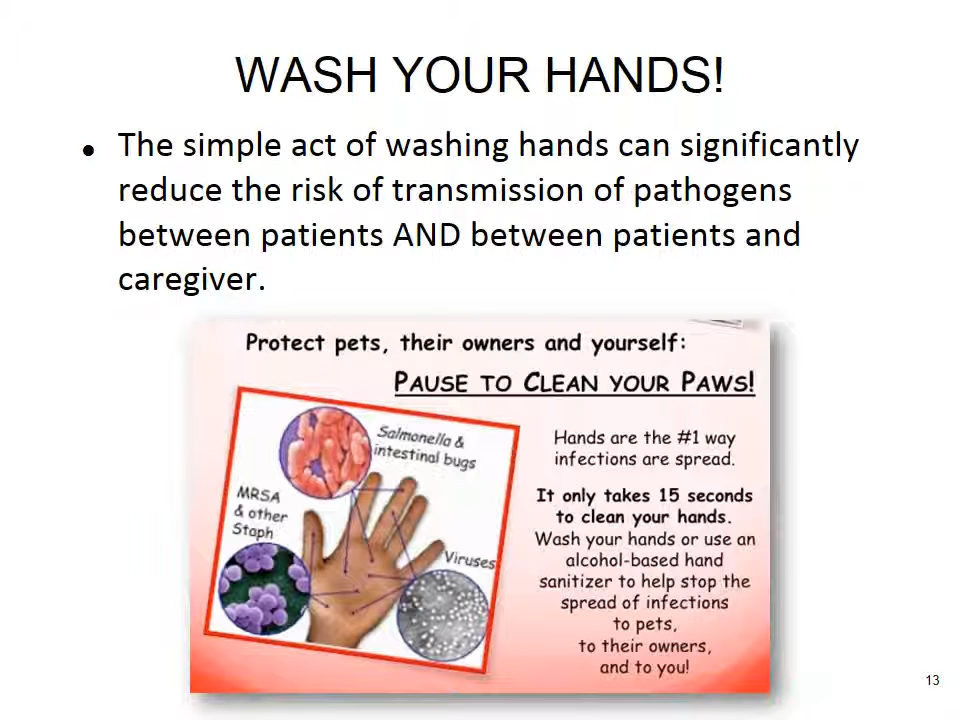 WASH YOUR HANDS!
• The simple act of washing hands can significantly
reduce the risk of transmission of pathogens
between patients AND between patients and
caregiver.
Protect pets, their owners and yourself:
PAUSE TO CLEAN YOUR PAWS!
Salmonella &
intestinal bugs
MRSA
& other
Staph
Viruses
Hands are the #1 way
infections are spread.
It only takes 15 seconds
to clean your hands.
Wash your hands or use an
alcohol-based hand
sanitizer to help stop the
spread of infections
to pets,
to their owners,
and to you!
13